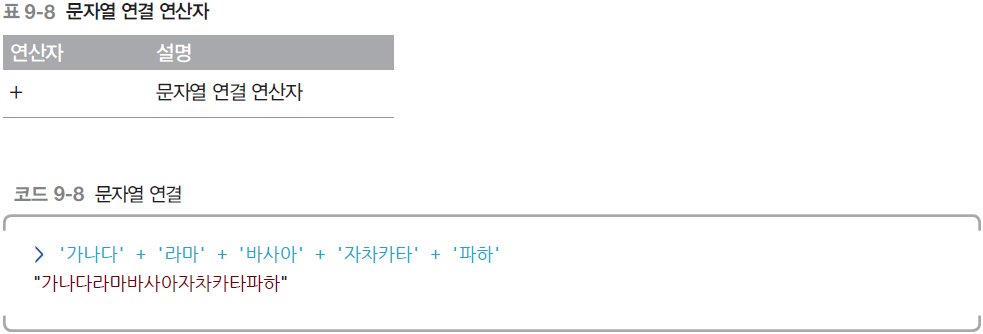 표 9-8 문자열 연결 연산자
연산자 설명
+ 문자열 연결 연산자
코드 9-8 문자열 연결
> '가나다' + '라마' + '바사아' + '자차카타' + '파하'
"가나다라마바사아자차카타파하"